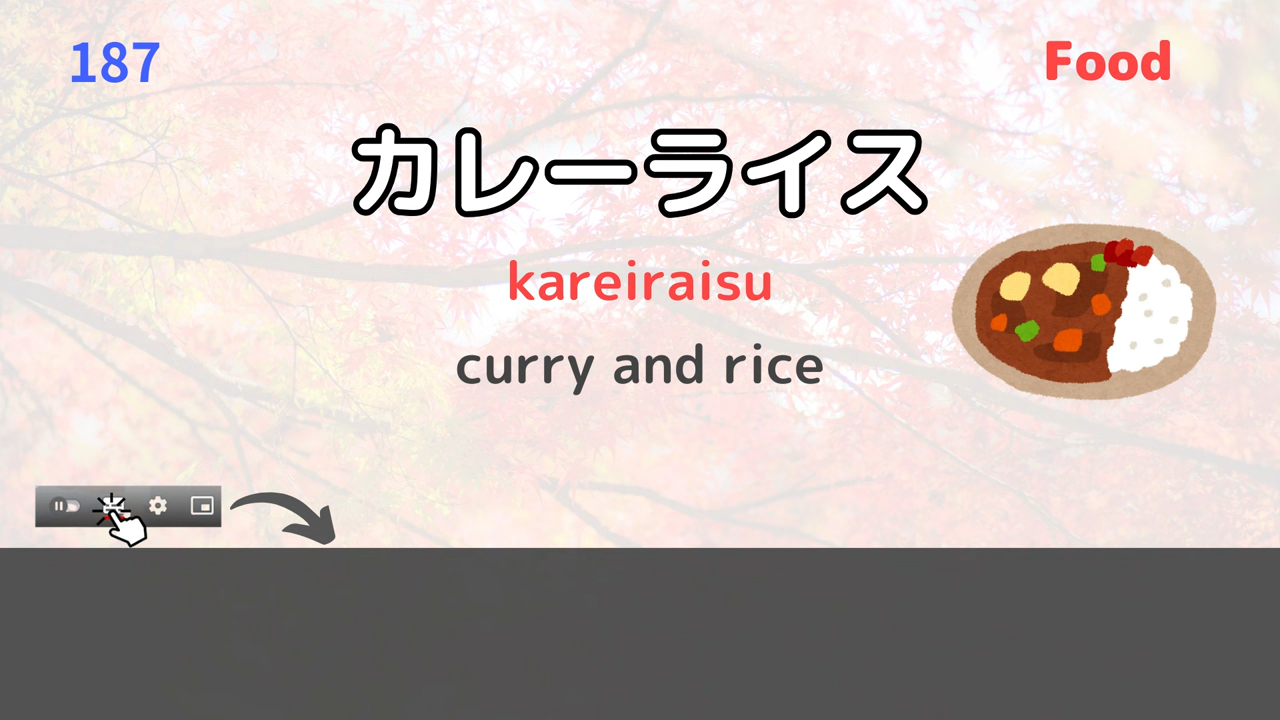 187
Food
カレーライス
kareiraisu
curry and rice